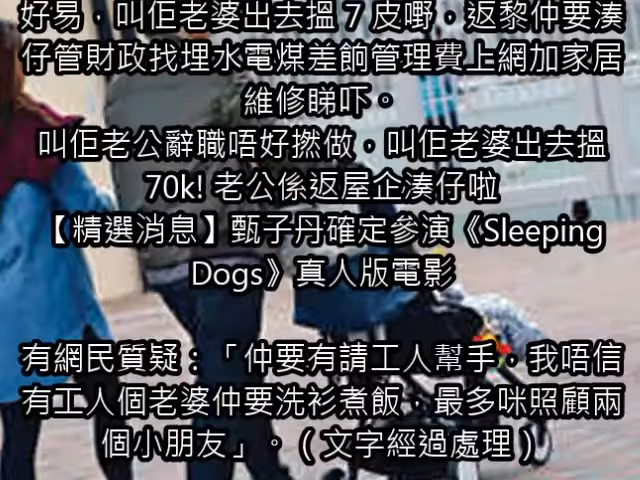 好易，叫佢老婆出去搵７皮嘢。返黎仲要湊
仔管財政找埋水電煤差餉管理費上網加家居
維修睇吓。
叫佢老公辭職唔好撚做，叫佢老婆出去搵
70k! 老公係返屋企湊仔啦
【精選消息】甄子丹確定參演《Sleeping
Dogs》真人版電影
有網民質疑：「仲要有請工人幫手，我唔信
有工人個老婆仲要洗衫煮飯，最多咪照顧兩
個小朋友」。（文字經過處理）